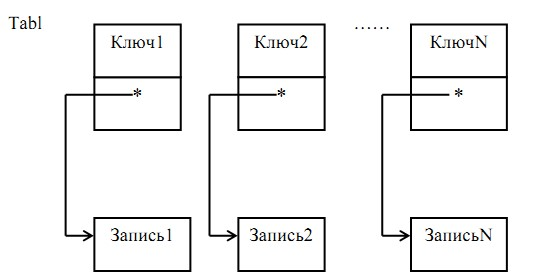 Tabl
Ключ1 Ключ2 ...... КлючN
* * *
Запись1 Запись2 ЗаписьN